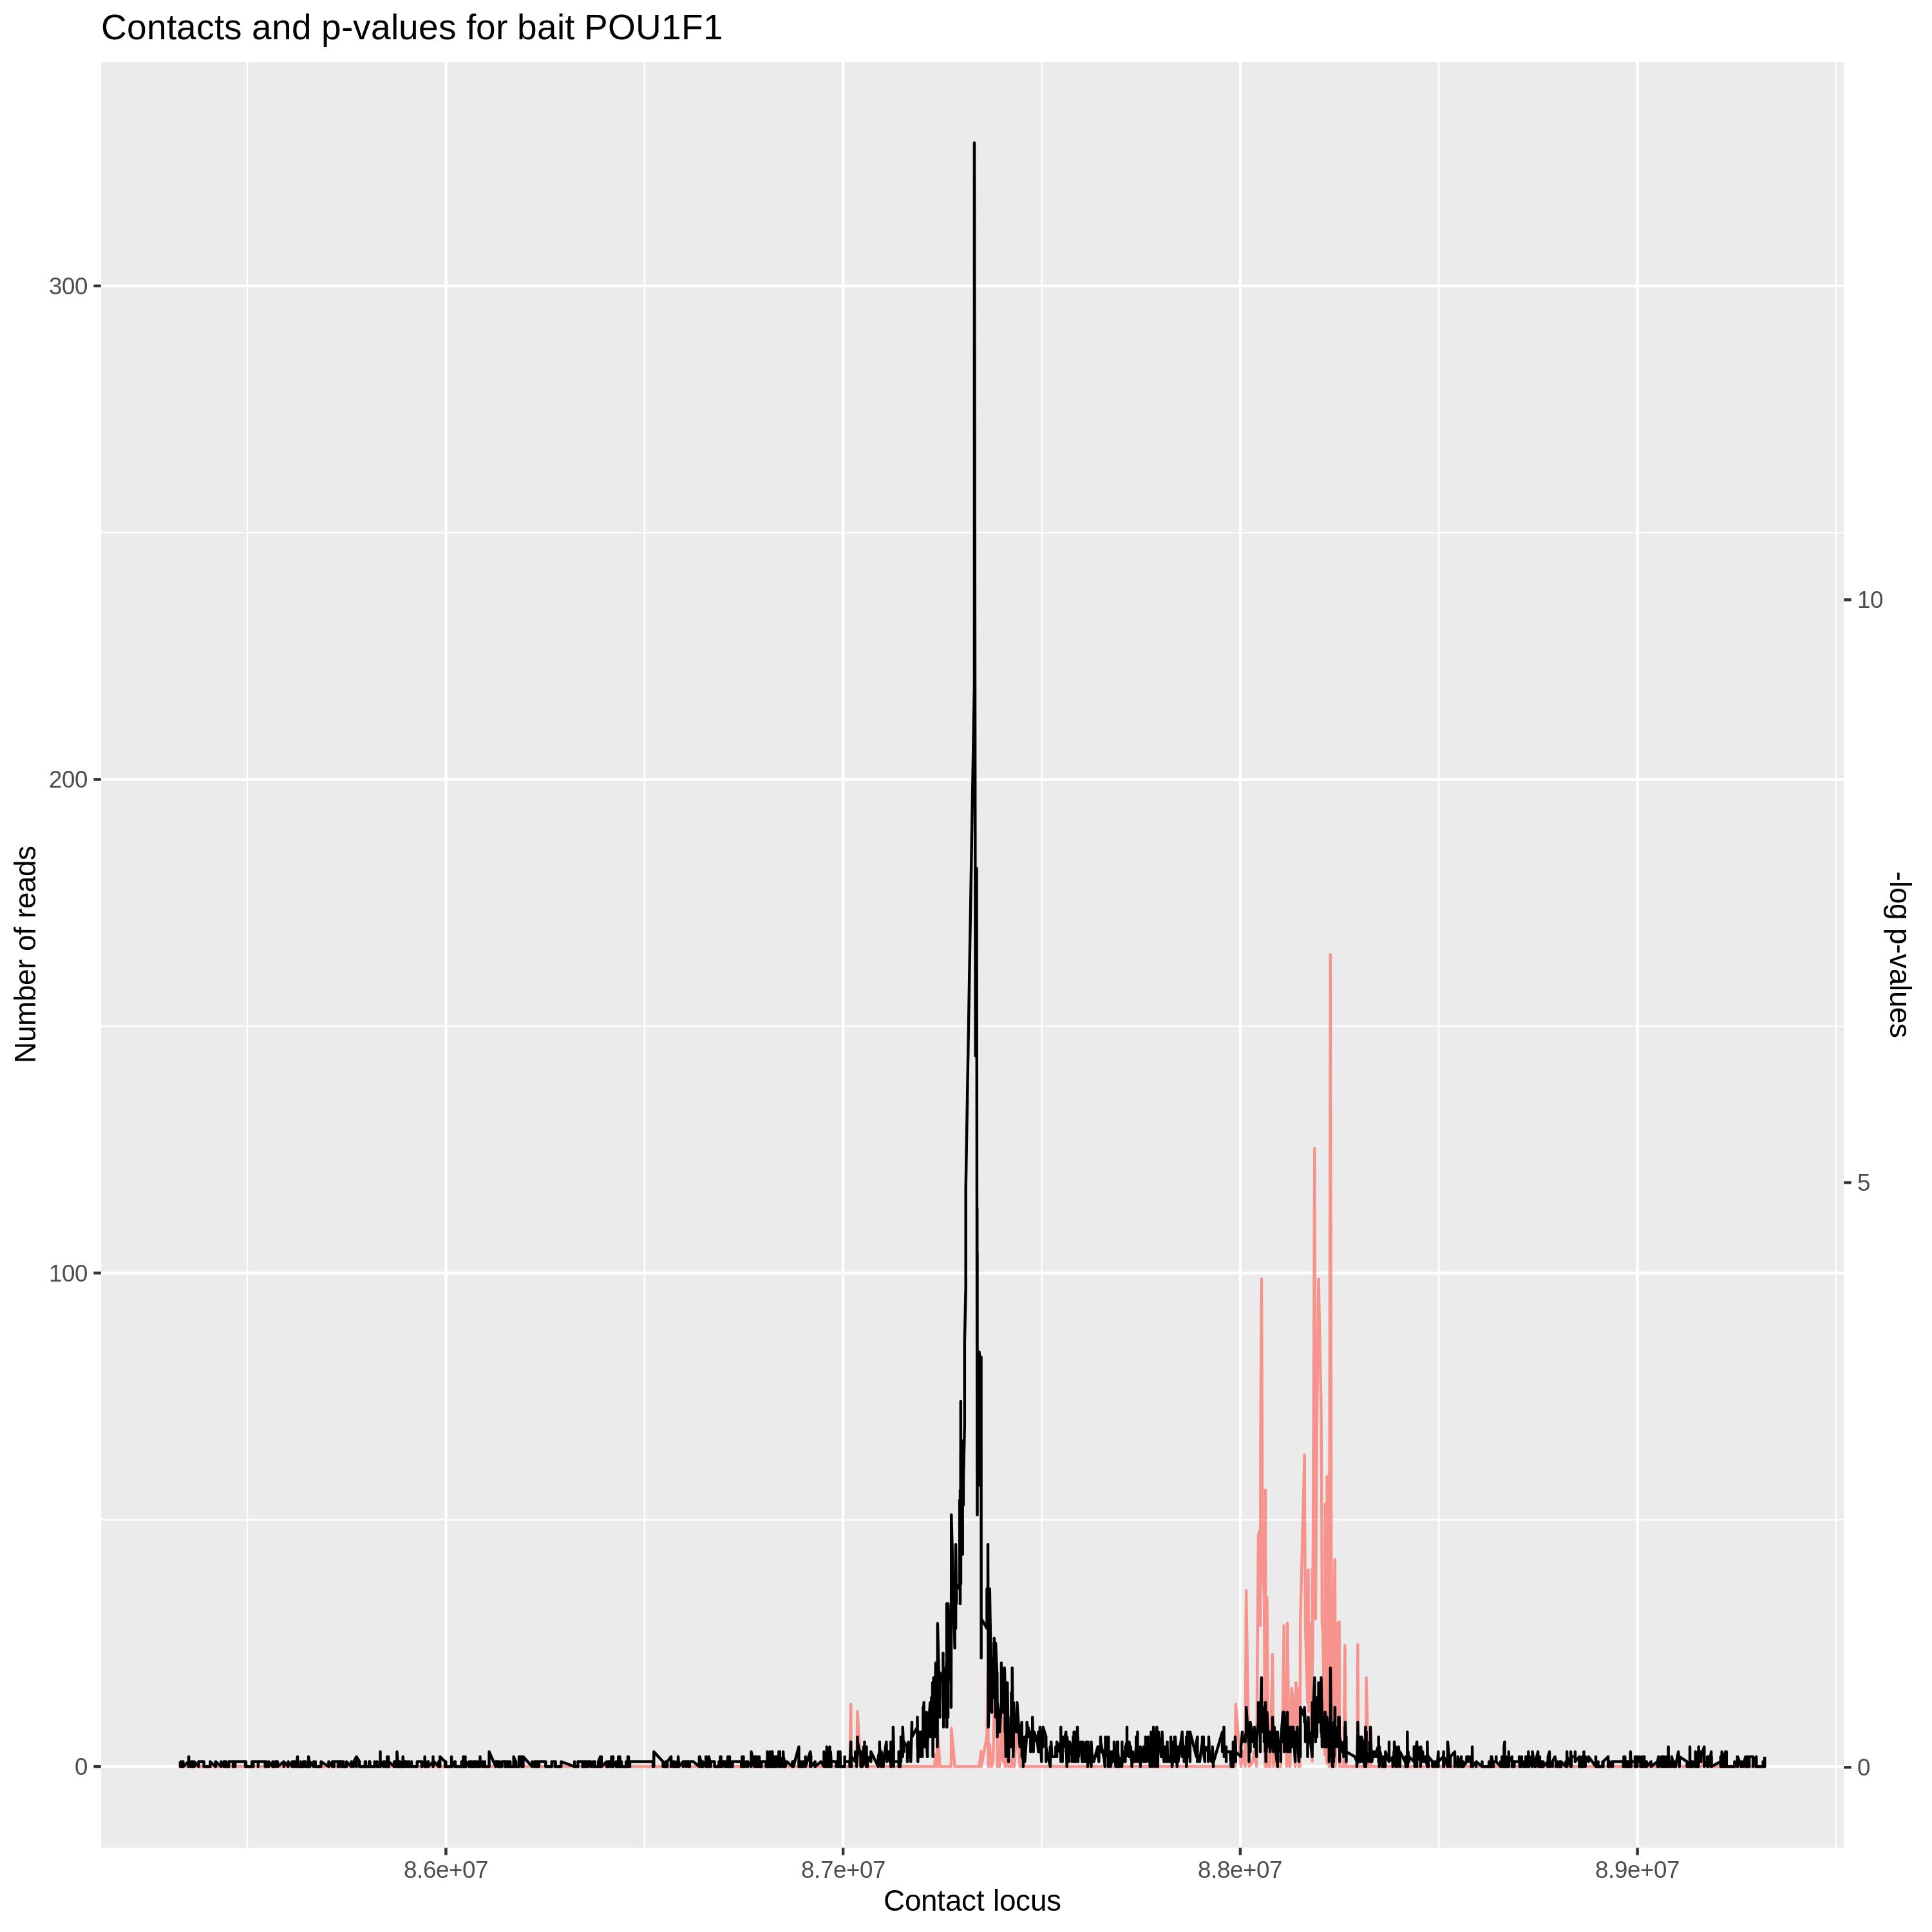 Contacts and p-values for bait POU1F1
300
200
100
0
Number of reads
10
5
0
-log p-values
8.6e+07 8.7e+07 8.8e+07 8.9e+07
Contact locus